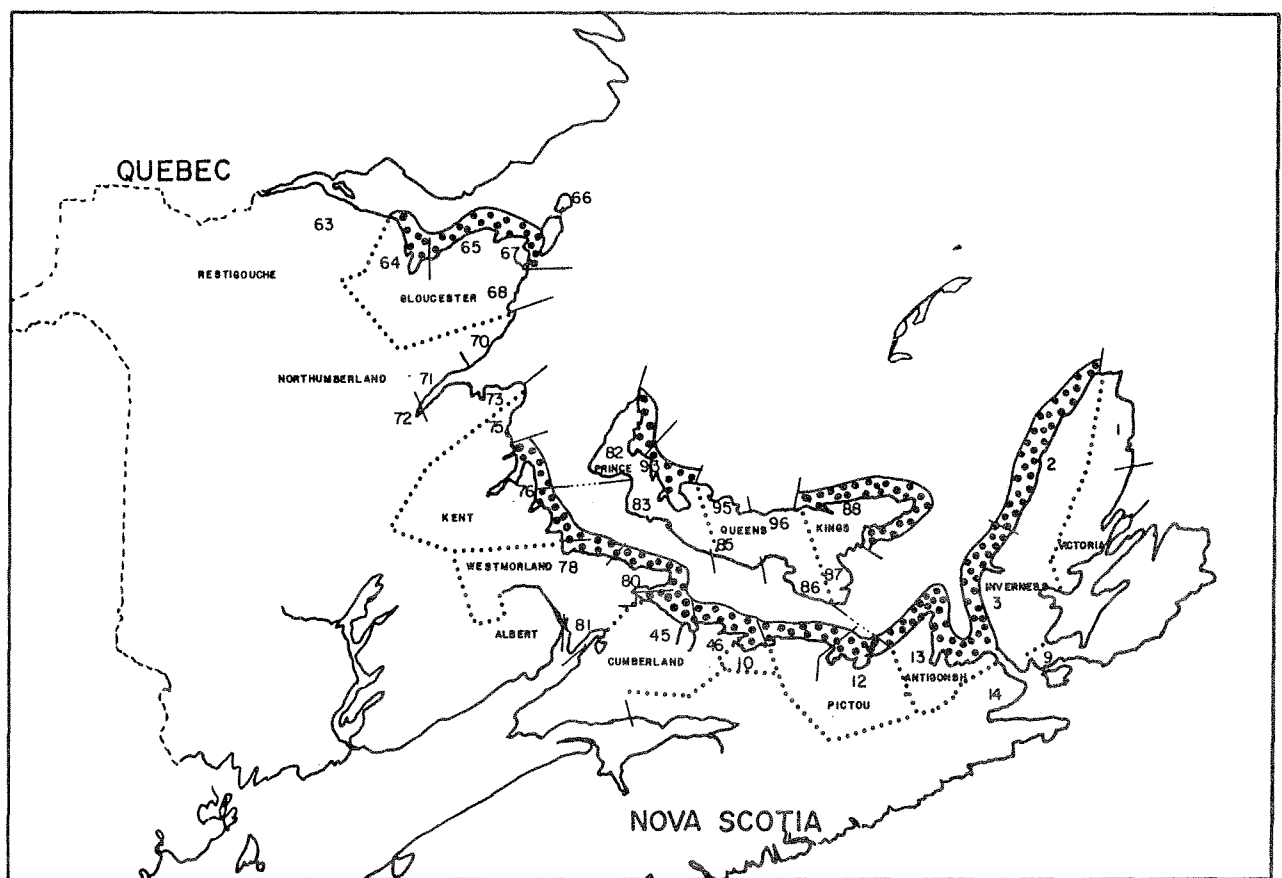 QUEBEC
66
63
65
67
64
RESTIGOUCHE
68
GLOUCESTER
70
NORTHUMBERLAND
71
73
72
75
1
82
PRINCE
2
76
83
95
88
KENT
QUEENS
96
KINGS
85
VICTORIA
78
WESTMORLAND
87
80
86
INVERNESS
3
ALBERT
81
45
46
CUMBERLAND
10
13
9
12
ANTIGONISH
14
PICTOU
NOVA SCOTIA